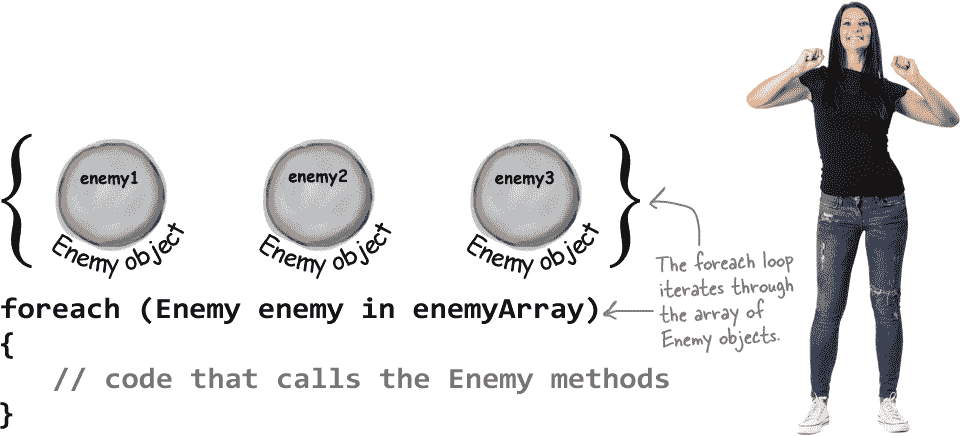 { enemy1 enemy2 enemy3 }
Enemy object Enemy object Enemy object
The foreach loop
iterates through
the array of
Enemy objects.
foreach (Enemy enemy in enemyArray)
{
// code that calls the Enemy methods
}